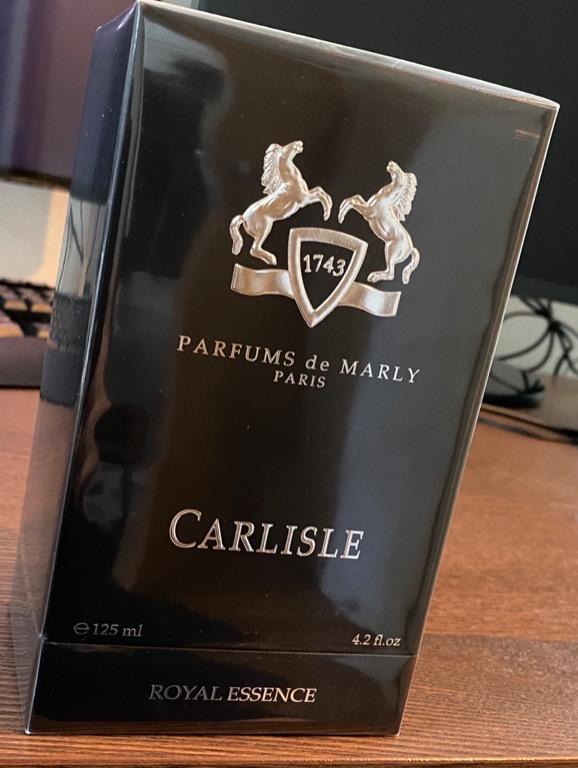 1743
PARFUMS de MARLY
PARIS
CARLISLE
℮ 125 ml
4.2 fl.oz
ROYAL ESSENCE